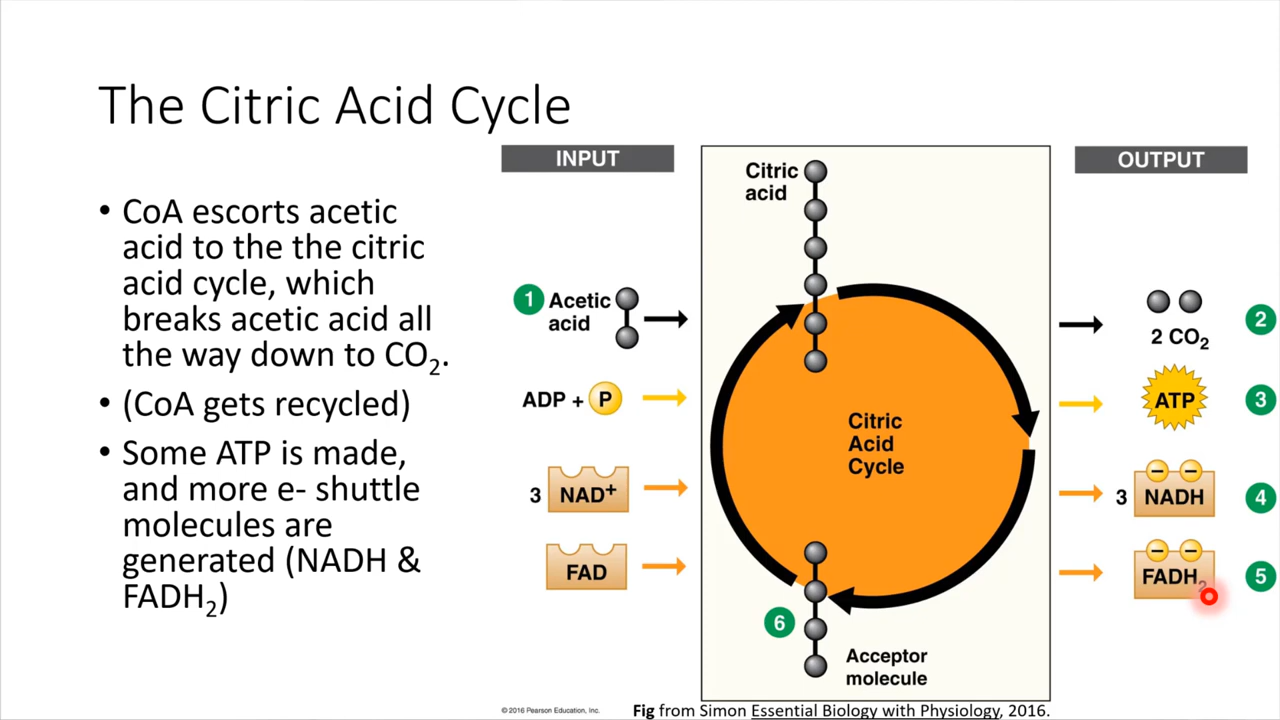 The Citric Acid Cycle
• CoA escorts acetic
acid to the the citric
acid cycle, which
breaks acetic acid all
the way down to CO₂.
• (CoA gets recycled)
• Some ATP is made,
and more e- shuttle
molecules are
generated (NADH &
FADH₂)
INPUT
1 Acetic
acid
ADP + P
3 NAD⁺
FAD
Citric
acid
Citric
Acid
Cycle
6
Acceptor
molecule
OUTPUT
2 CO₂ 2
ATP 3
3 NADH 4
FADH₂ 5
© 2016 Pearson Education, Inc.
Fig from Simon Essential Biology with Physiology, 2016.